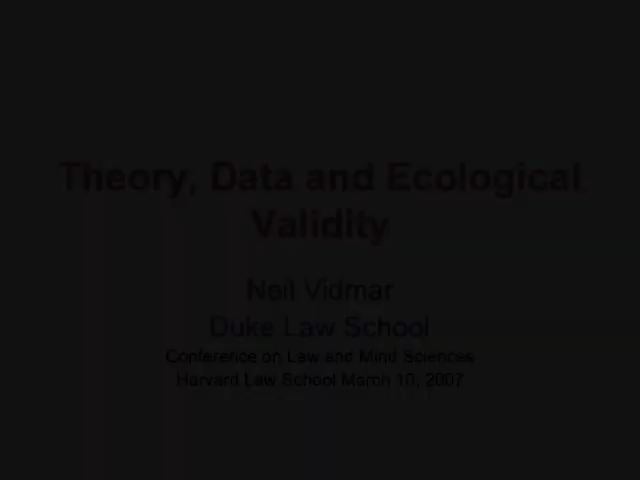 Theory, Data and Ecological
Validity
Neil Vidmar
Duke Law School
Conference on Law and Mind Sciences
Harvard Law School March 10, 2007